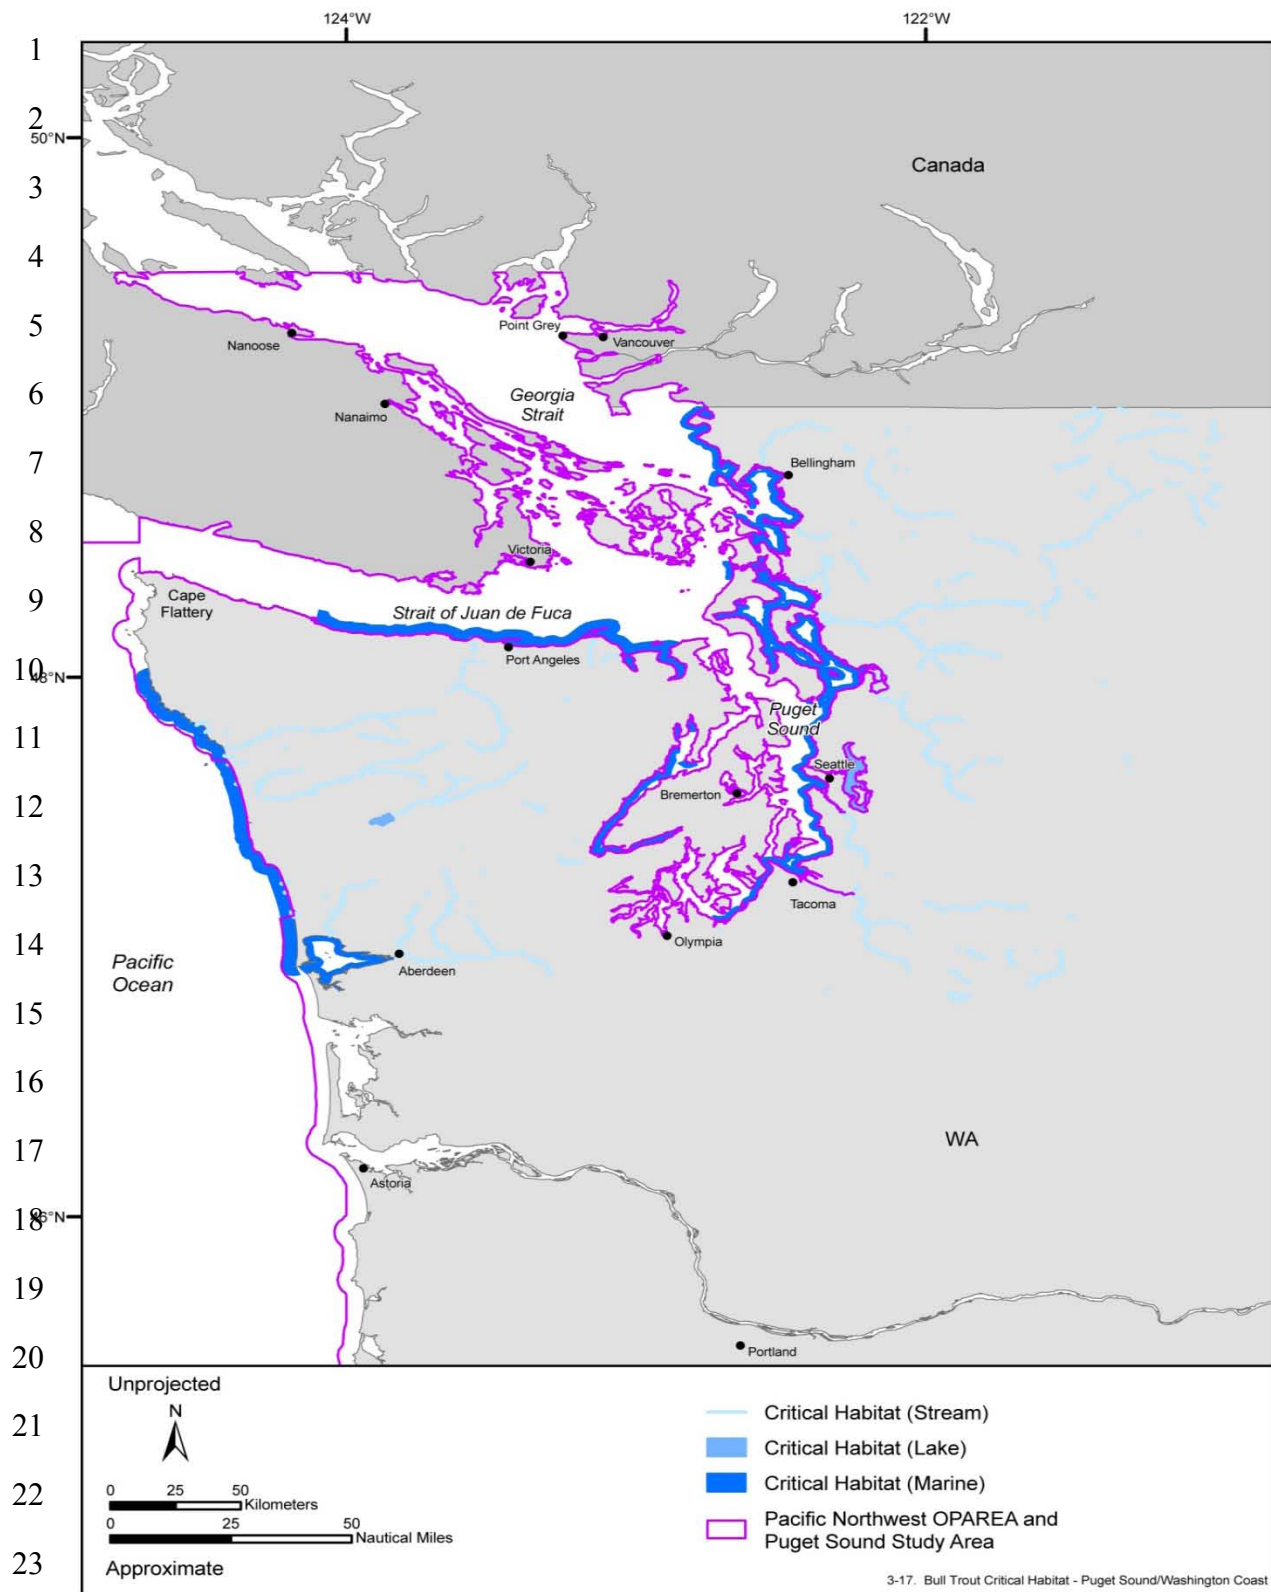 124°W 122°W
1
2
50°N
3
Canada
4
5
Point Grey
Vancouver
Nanoose
6
Georgia
Strait
Nanaimo
7
Bellingham
8
Victoria
9
Cape
Flattery
Strait of Juan de Fuca
Port Angeles
10
Puget
Sound
11
Seattle
12
Bremerton
13
Tacoma
14
Olympia
Pacific
Ocean
Aberdeen
15
16
17
WA
Astoria
18
19
20
Portland
Unprojected
N
21
22
0 25 50
Kilometers
0 25 50
Nautical Miles
23
Approximate
Critical Habitat (Stream)
Critical Habitat (Lake)
Critical Habitat (Marine)
Pacific Northwest OPAREA and
Puget Sound Study Area
3-17. Bull Trout Critical Habitat - Puget Sound/Washington Coast